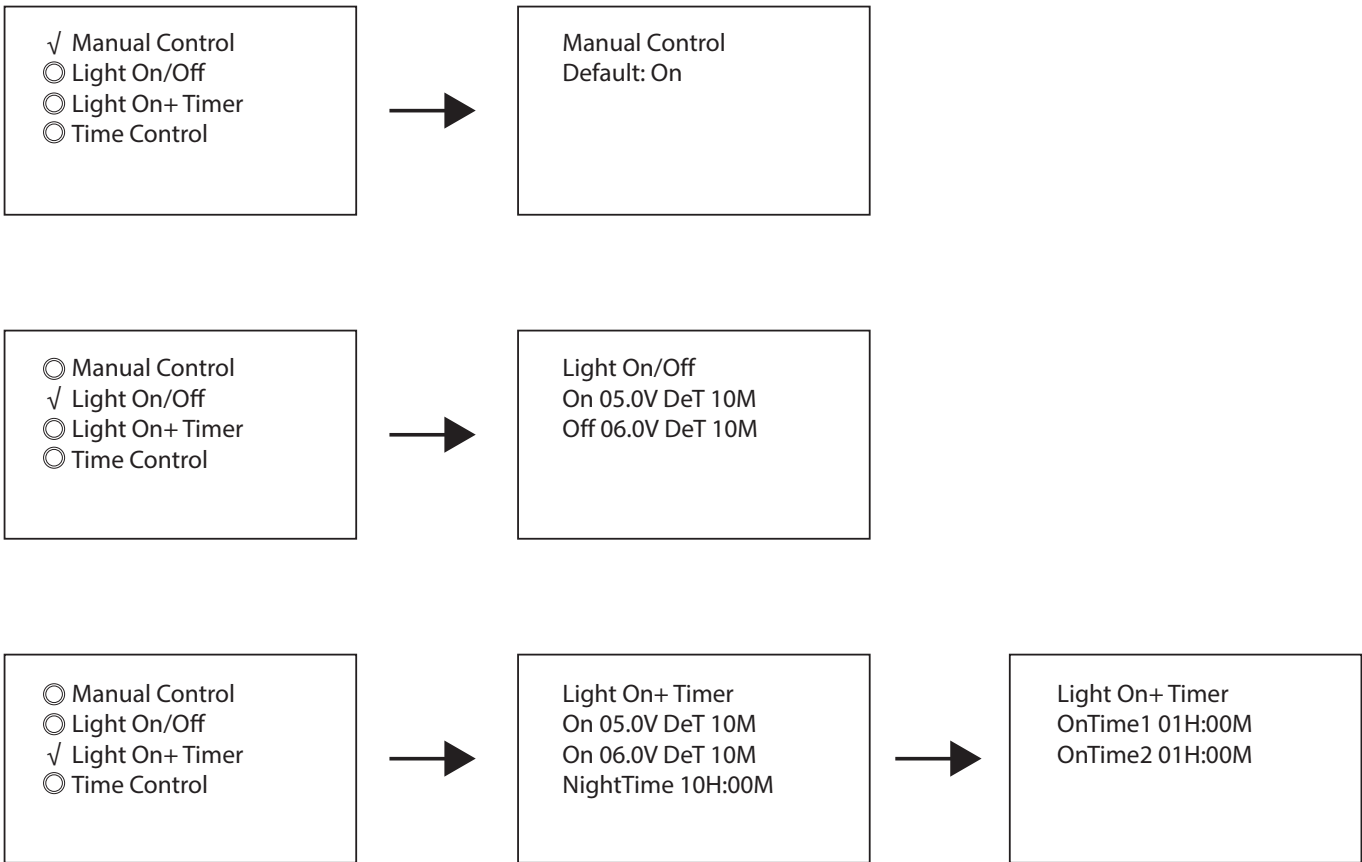 √ Manual Control
◎ Light On/Off
◎ Light On+ Timer
◎ Time Control
Manual Control
Default: On
◎ Manual Control
√ Light On/Off
◎ Light On+ Timer
◎ Time Control
Light On/Off
On 05.0V DeT 10M
Off 06.0V DeT 10M
◎ Manual Control
◎ Light On/Off
√ Light On+ Timer
◎ Time Control
Light On+ Timer
On 05.0V DeT 10M
On 06.0V DeT 10M
NightTime 10H:00M
Light On+ Timer
OnTime1 01H:00M
OnTime2 01H:00M